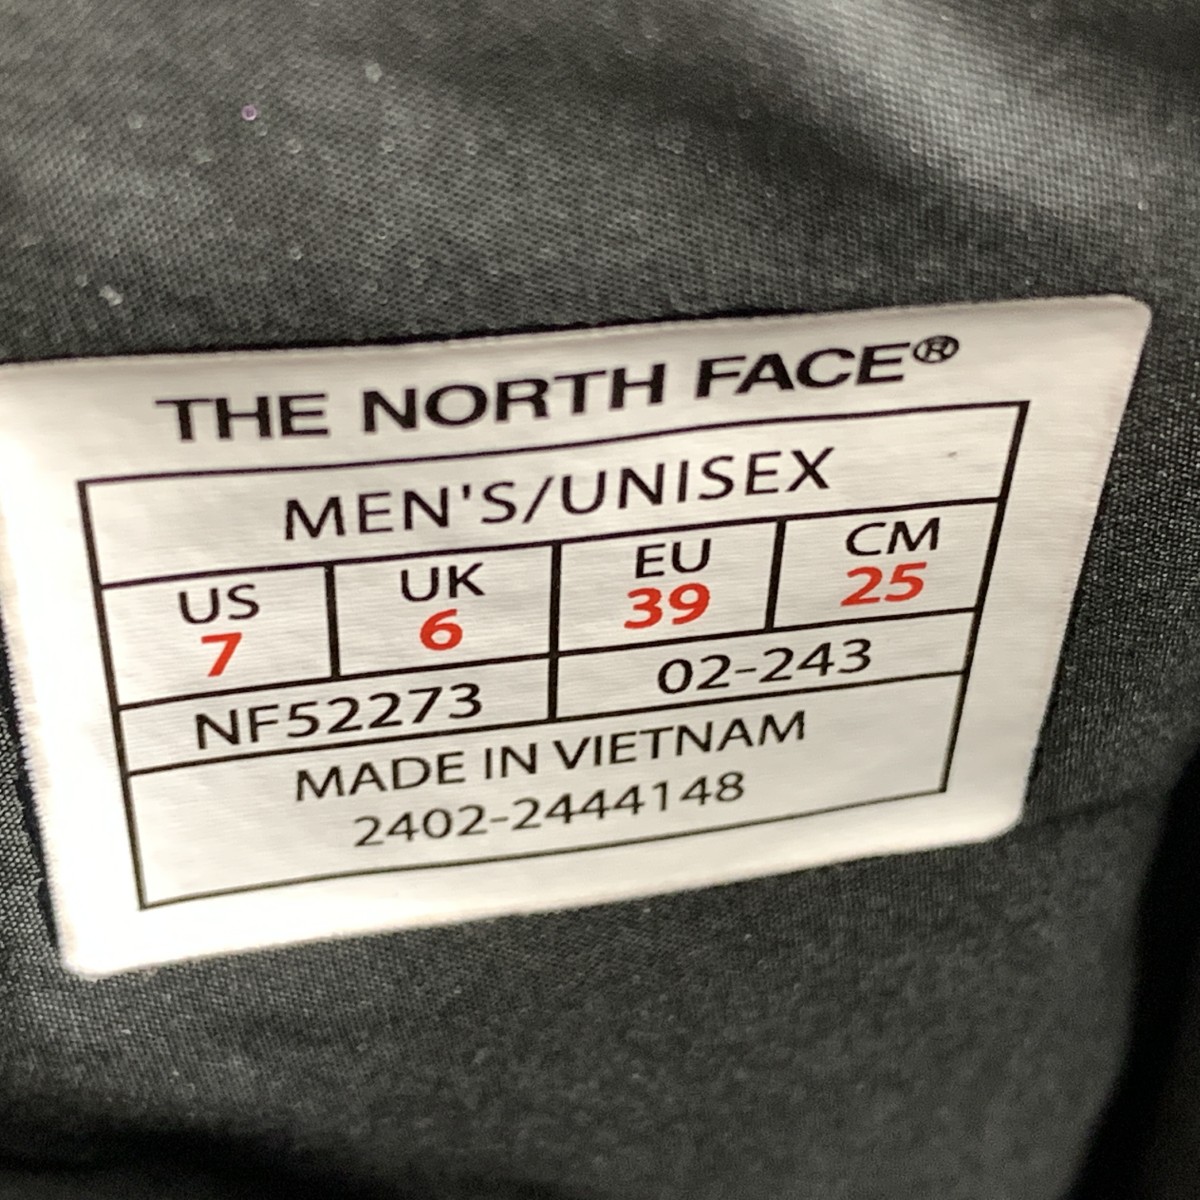 THE NORTH FACE®
MEN'S/UNISEX
US UK EU CM
7 6 39 25
NF52273 02-243
MADE IN VIETNAM
2402-2444148